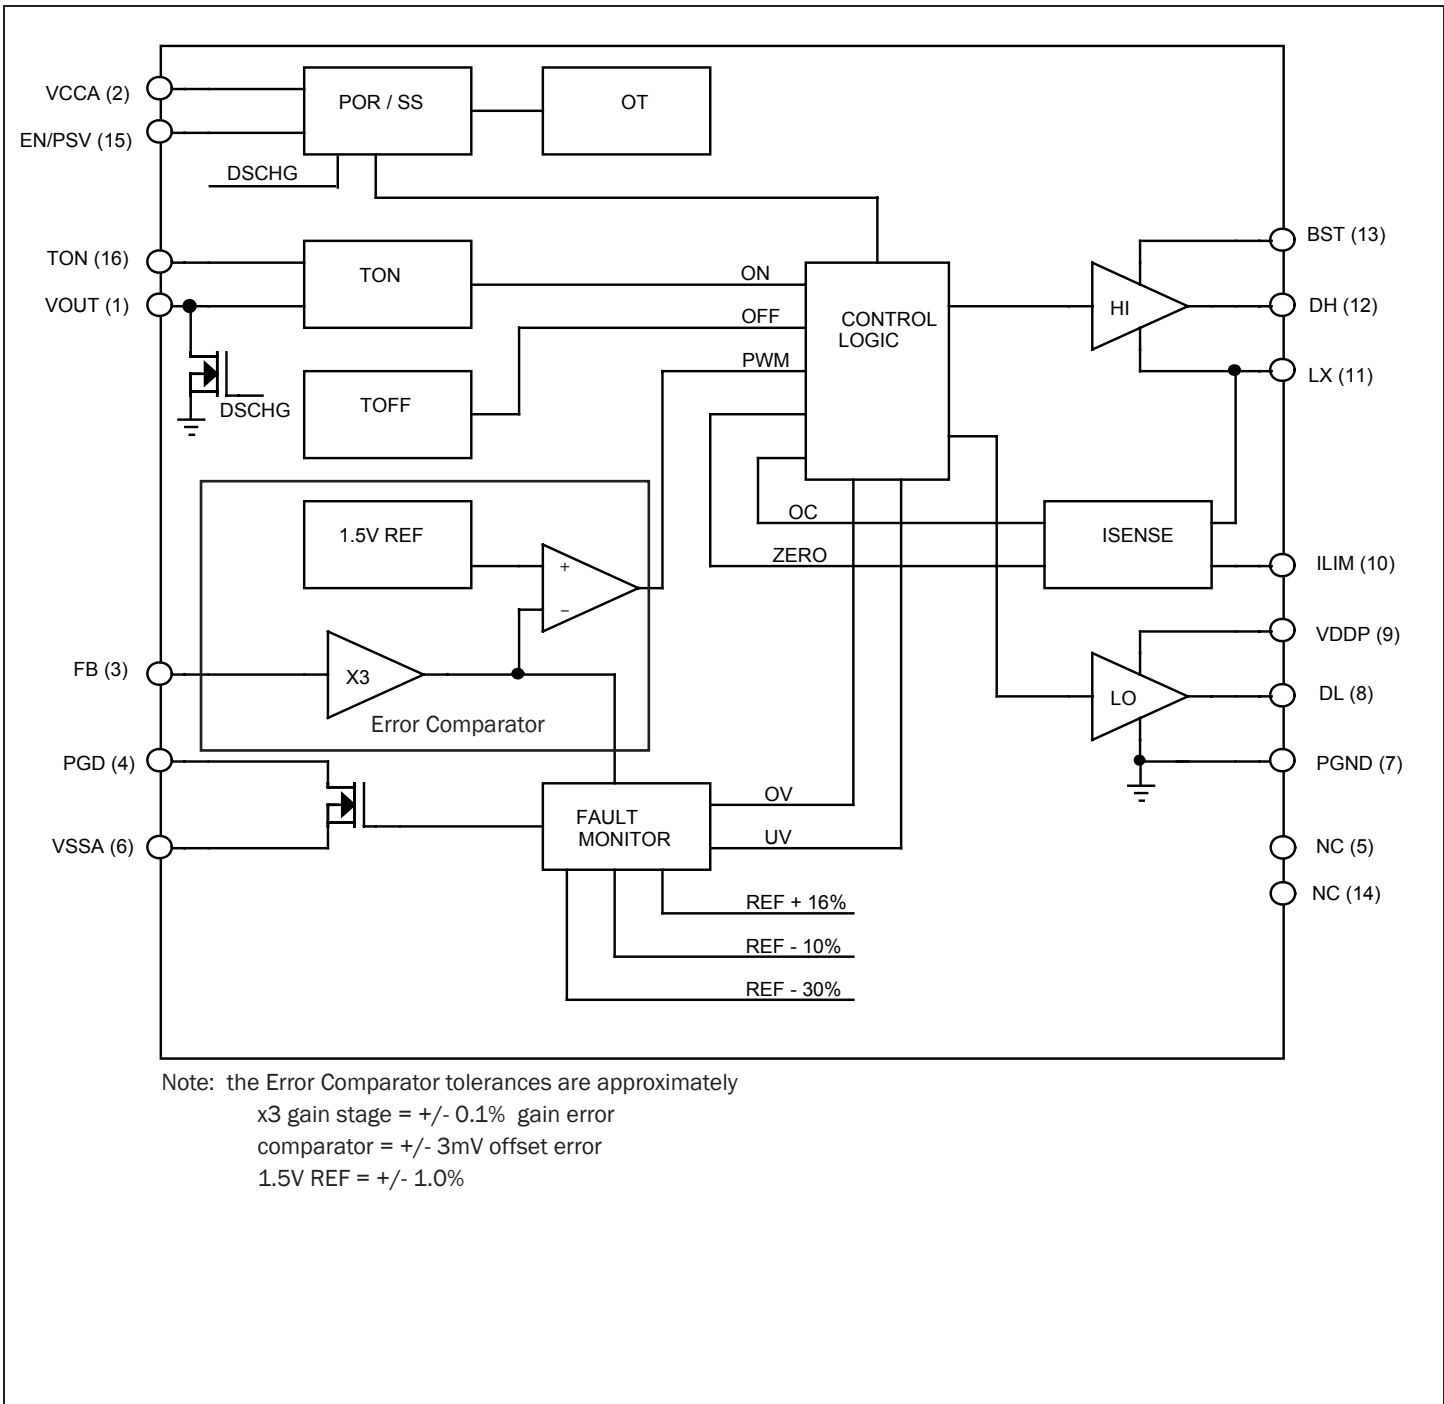 VCCA (2)
EN/PSV (15)
POR / SS
OT
DSCHG
TON (16)
VOUT (1)
TON
DSCHG
TOFF
ON
OFF
PWM
CONTROL
LOGIC
HI
BST (13)
DH (12)
LX (11)
OC
ZERO
ISENSE
ILIM (10)
1.5V REF
+
−
FB (3)
X3
Error Comparator
VDDP (9)
LO
DL (8)
PGND (7)
PGD (4)
VSSA (6)
FAULT
MONITOR
OV
UV
NC (5)
NC (14)
REF + 16%
REF - 10%
REF - 30%
Note: the Error Comparator tolerances are approximately
x3 gain stage = +/- 0.1% gain error
comparator = +/- 3mV offset error
1.5V REF = +/- 1.0%